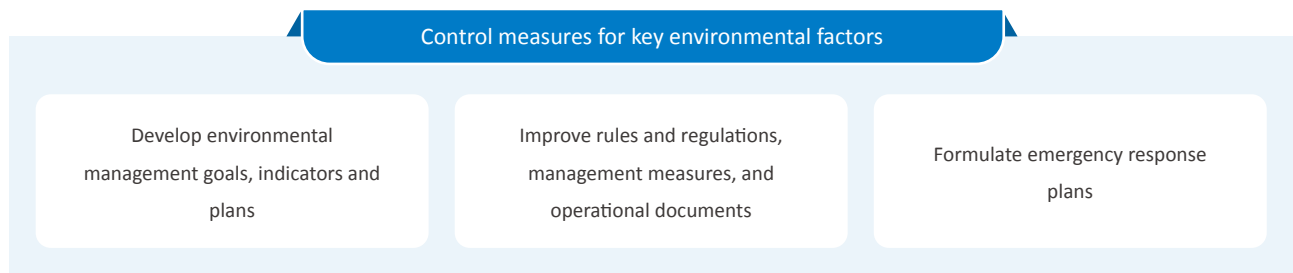 Control measures for key environmental factors
Develop environmental
management goals, indicators and
plans
Improve rules and regulations,
management measures, and
operational documents
Formulate emergency response
plans